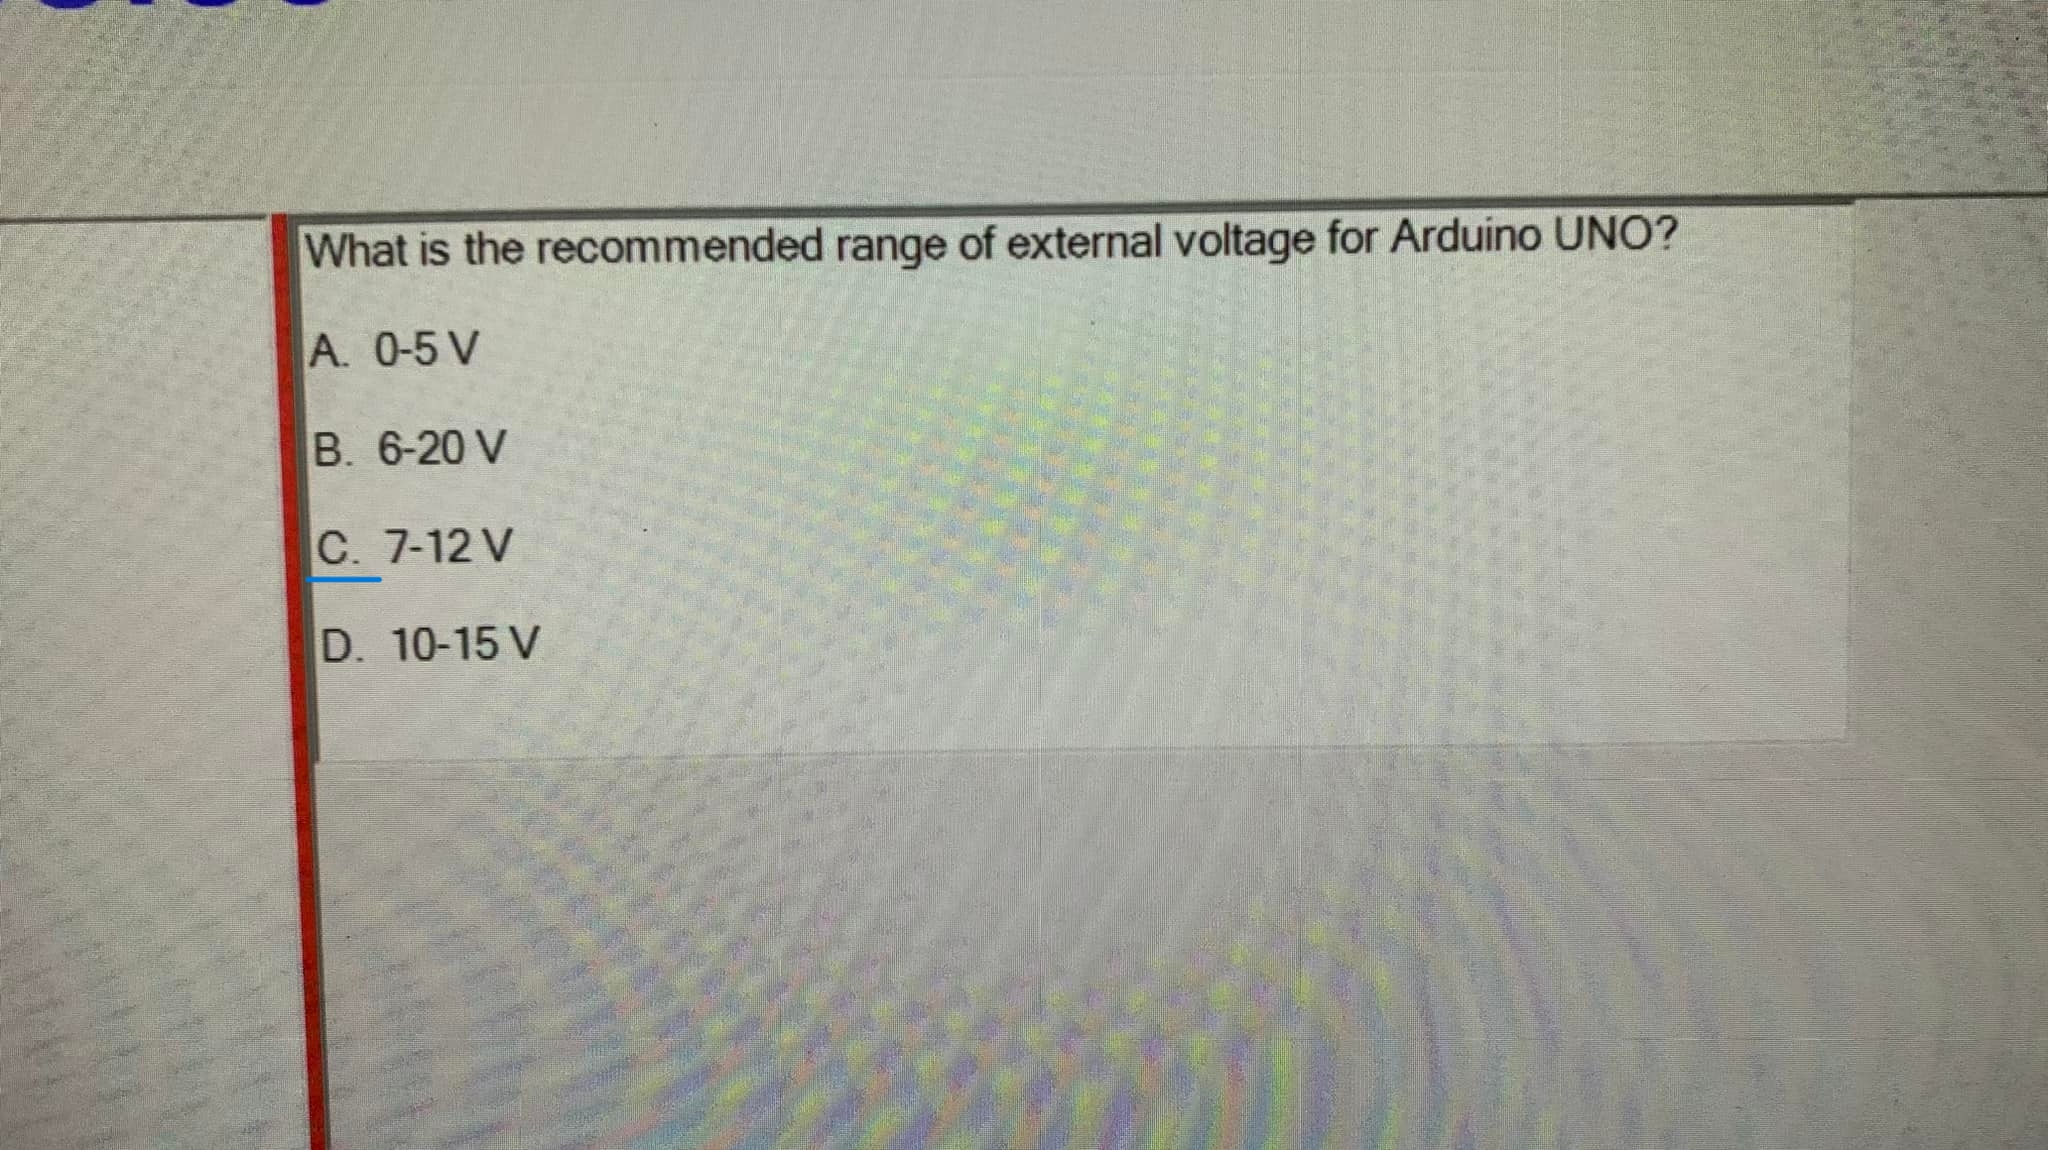 What is the recommended range of external voltage for Arduino UNO?
A. 0-5 V
B. 6-20 V
C. 7-12 V
D. 10-15 V